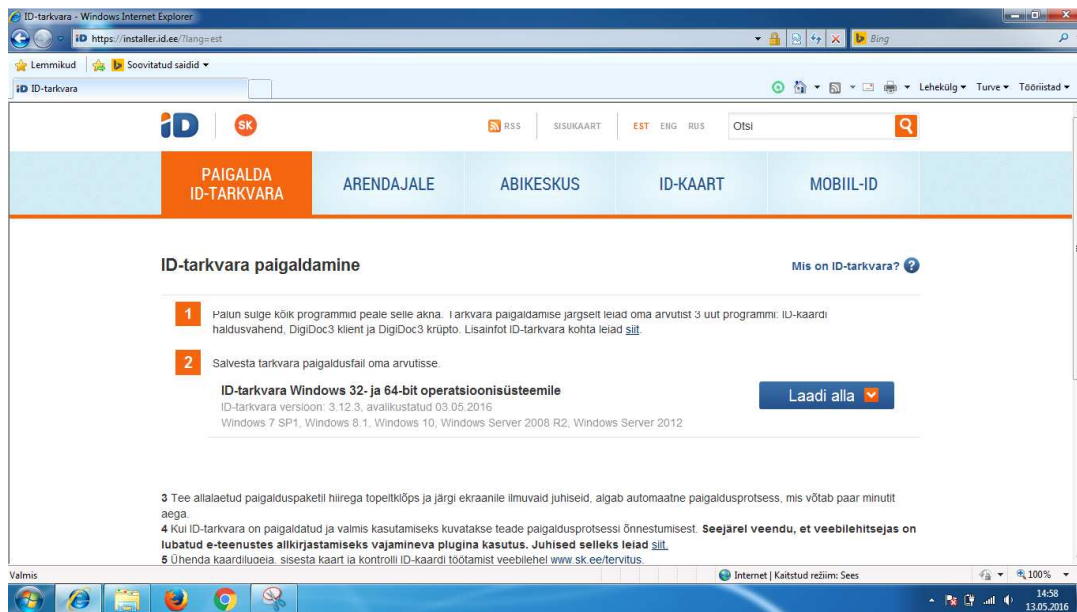 ID-tarkvara - Windows Internet Explorer
https://installer.id.ee/?lang=est
Bing
Lemmikud
Soovitatud saidid
ID-tarkvara
Lehekülg
Turve
Tööriistad
iD
SK
RSS
SISUKAART
EST ENG RUS
Otsi
PAIGALDA
ID-TARKVARA
ARENDAJALE
ABIKESKUS
ID-KAART
MOBIIL-ID
ID-tarkvara paigaldamine
Mis on ID-tarkvara? ?
1
Palun sulge kõik programmid peale selle akna. Tarkvara paigaldamise järgselt leiad oma arvutist 3 uut programmi: ID-kaardi
haldusvahend, DigiDoc3 klient ja DigiDoc3 krüpto. Lisainfot ID-tarkvara kohta leiad siit.
2
Salvesta tarkvara paigaldusfail oma arvutisse.
ID-tarkvara Windows 32- ja 64-bit operatsioonisüsteemile
ID-tarkvara versioon: 3.12.3, avalikustatud 03.05.2016
Windows 7 SP1, Windows 8.1, Windows 10, Windows Server 2008 R2, Windows Server 2012
Laadi alla
3 Tee allalaetud paigalduspaketil hiirega topeltklõps ja järgi ekraanile ilmuvaid juhiseid, algab automaatne paigaldusprotsess, mis võtab paar minutit
aega.
4 Kui ID-tarkvara on paigaldatud ja valmis kasutamiseks kuvatakse teade paigaldusprotsessi õnnestumisest. Seejärel veendu, et veebilehitsejas on
lubatud e-teenustes allkirjastamiseks vajamineva plugina kasutus. Juhised selleks leiad siit.
5 Ühenda kaardilugeja, sisesta kaart ja kontrolli ID-kaardi töötamist veebilehel www.sk.ee/tervitus.
Valmis
Internet | Kaitstud režiim: Sees
100%
14:58
13.05.2016